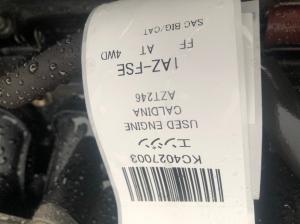 KC4027003
エンジン
USED ENGINE
CALDINA
AZT246
1AZ-FSE
FF AT 4WD
SAC BIG/CAT